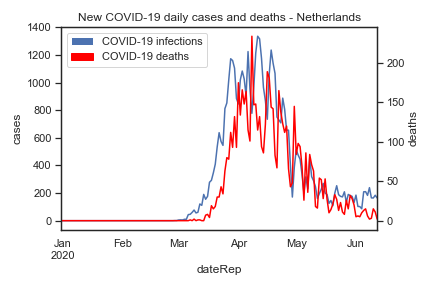 New COVID-19 daily cases and deaths - Netherlands
COVID-19 infections
COVID-19 deaths
1400
1200
1000
800
600
400
200
0
cases
200
150
100
50
0
deaths
Jan Feb Mar Apr May Jun
2020
dateRep